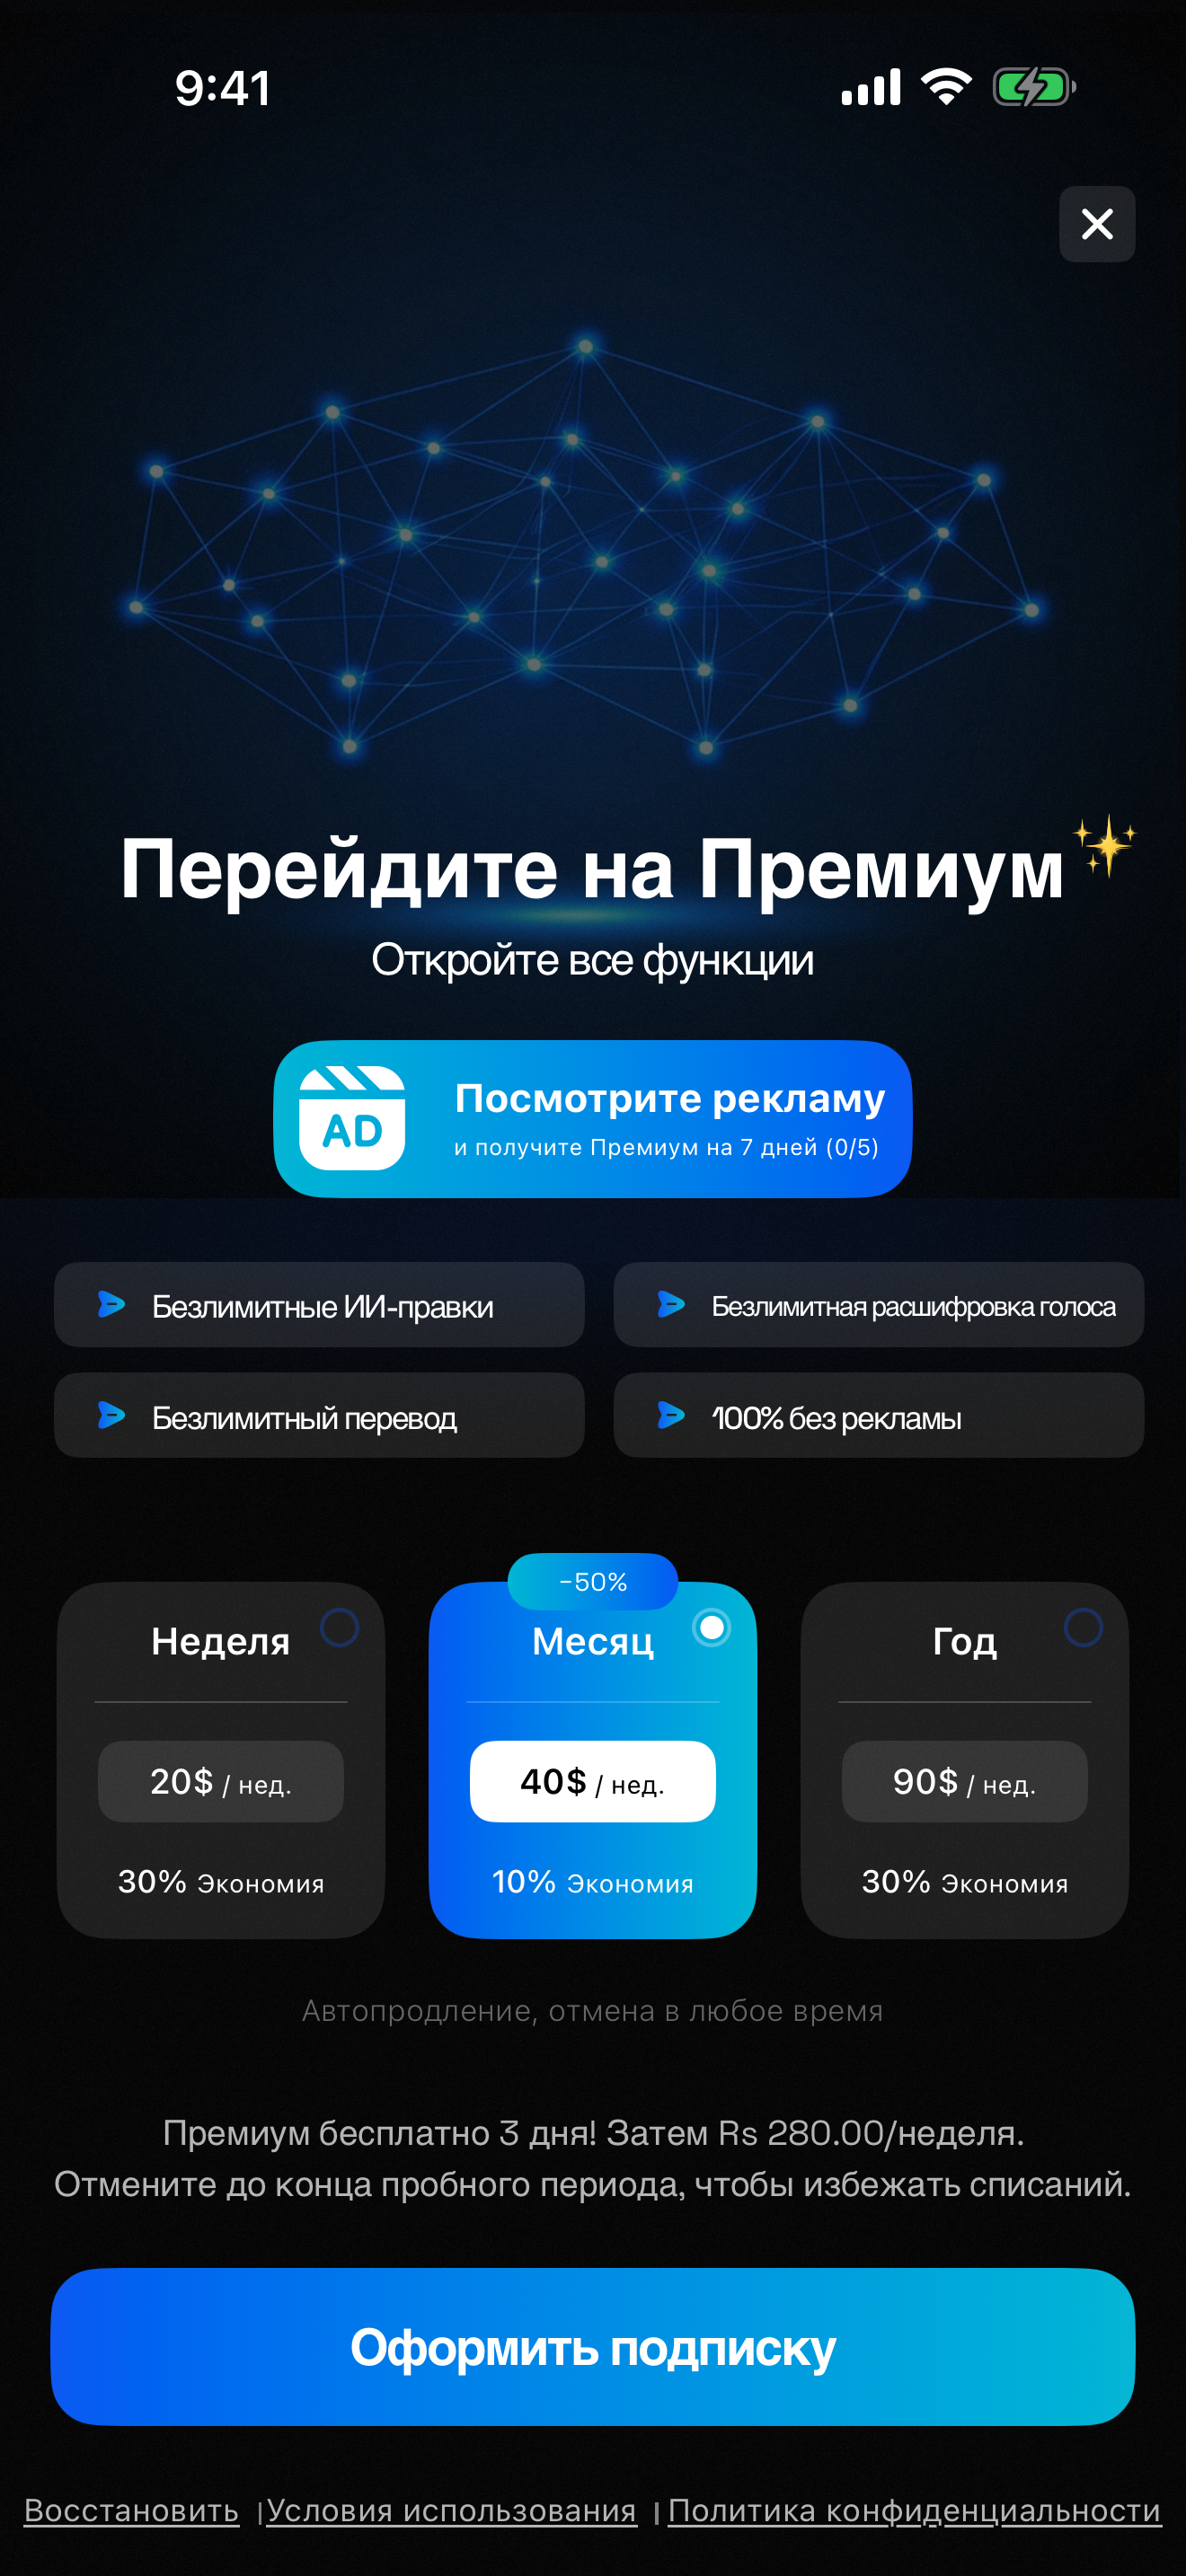 9:41
Перейдите на Премиум
Откройте все функции
AD
Посмотрите рекламу
и получите Премиум на 7 дней (0/5)
Безлимитные ИИ-правки
Безлимитная расшифровка голоса
Безлимитный перевод
100% без рекламы
-50%
Неделя
Месяц
Год
20$ / нед.
40$ / нед.
90$ / нед.
30% Экономия
10% Экономия
30% Экономия
Автопродление, отмена в любое время
Премиум бесплатно 3 дня! Затем Rs 280.00/неделя.
Отмените до конца пробного периода, чтобы избежать списаний.
Оформить подписку
Восстановить | Условия использования | Политика конфиденциальности